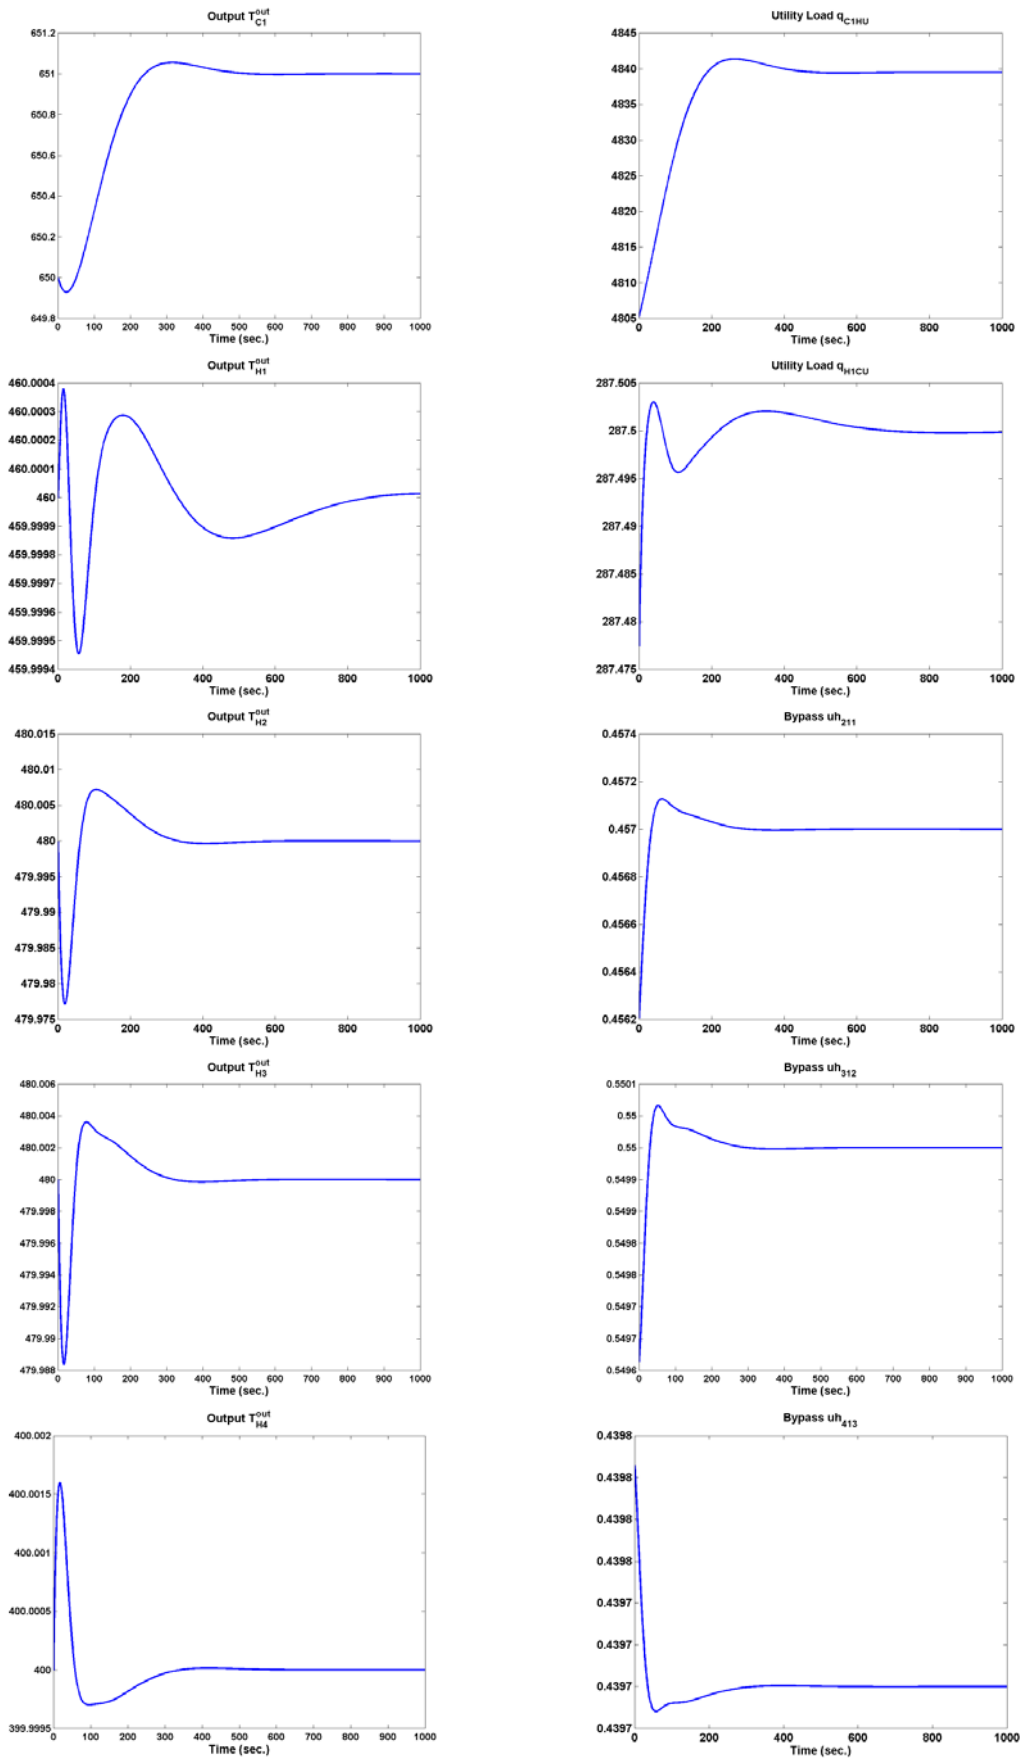 Output T_C1^out
651.2
651
650.8
650.6
650.4
650.2
650
649.8
0 100 200 300 400 500 600 700 800 900 1000
Time (sec.)
Utility Load q_C1HU
4845
4840
4835
4830
4825
4820
4815
4810
4805
0 200 400 600 800 1000
Time (sec.)
Output T_H1^out
460.0004
460.0003
460.0002
460.0001
460
459.9999
459.9998
459.9997
459.9996
459.9995
459.9994
0 200 400 600 800 1000
Time (sec.)
Utility Load q_H1CU
287.505
287.5
287.495
287.49
287.485
287.48
287.475
0 200 400 600 800 1000
Time (sec.)
Output T_H2^out
480.015
480.01
480.005
480
479.995
479.99
479.985
479.98
479.975
0 200 400 600 800 1000
Time (sec.)
Bypass uh_211
0.4574
0.4572
0.457
0.4568
0.4566
0.4564
0.4562
0 200 400 600 800 1000
Time (sec.)
Output T_H3^out
480.006
480.004
480.002
480
479.998
479.996
479.994
479.992
479.99
479.988
0 100 200 300 400 500 600 700 800 900 1000
Time (sec.)
Bypass uh_312
0.5501
0.55
0.55
0.5499
0.5499
0.5498
0.5498
0.5497
0.5497
0.5496
0 100 200 300 400 500 600 700 800 900 1000
Time (sec.)
Output T_H4^out
400.002
400.0015
400.001
400.0005
400
399.9995
0 100 200 300 400 500 600 700 800 900 1000
Time (sec.)
Bypass uh_413
0.4398
0.4398
0.4398
0.4398
0.4397
0.4397
0.4397
0.4397
0 200 400 600 800 1000
Time (sec.)